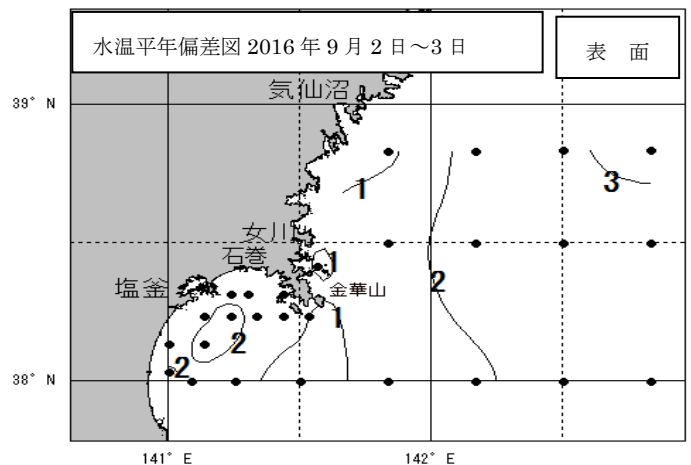 水温平年偏差図 2016 年 9 月 2 日～3 日
表 面
気仙沼
39° N
1
3
女川
石巻
1
塩釜
金華山
2
1
2
2
38° N
141° E
142° E